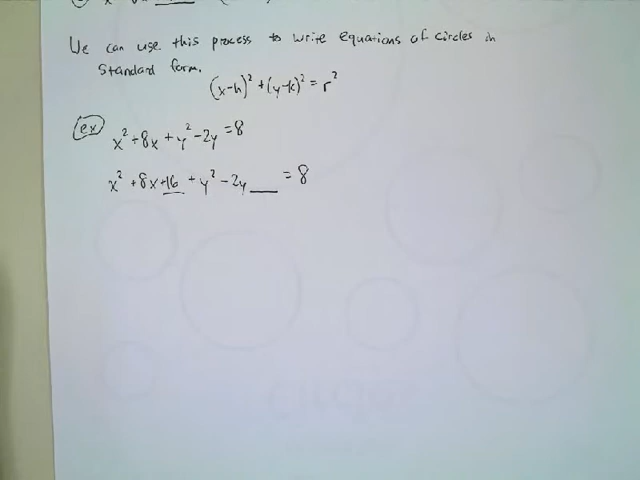 We can use this process to write equations of circles in
standard form.
(x-h)² + (y-k)² = r²
ex
x² + 8x + y² - 2y = 8
x² + 8x + 16 + y² - 2y ___ = 8